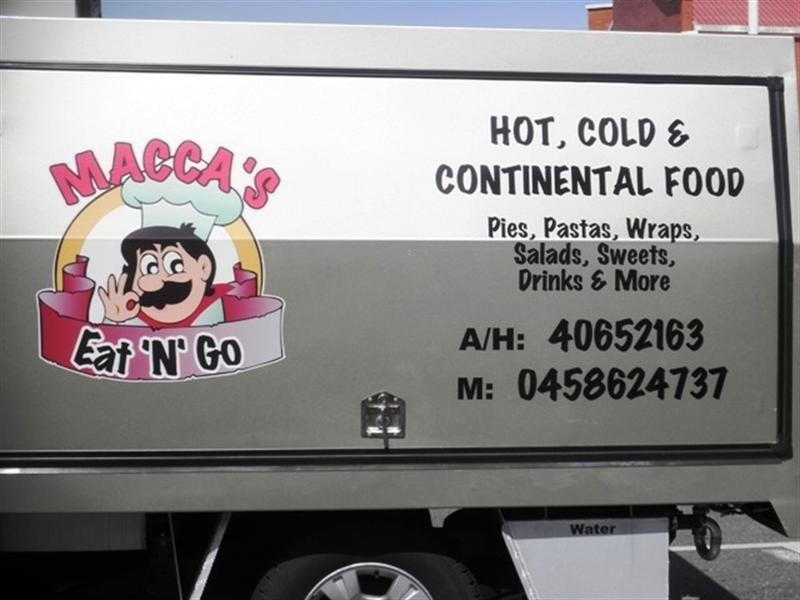 MACCA'S
Eat 'N' Go
HOT, COLD &
CONTINENTAL FOOD
Pies, Pastas, Wraps,
Salads, Sweets,
Drinks & More
A/H: 40652163
M: 0458624737
Water